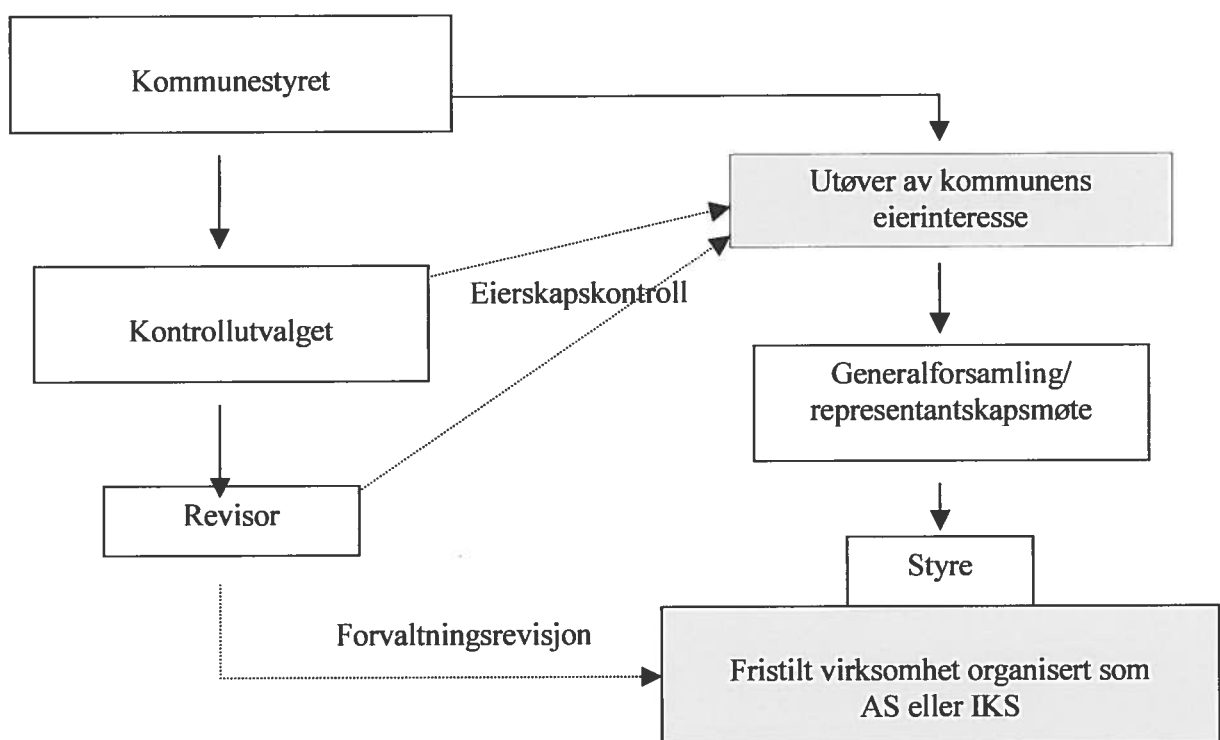 Kommunestyret
Utøver av kommunens
eierinteresse
Eierskapskontroll
Kontrollutvalget
Generalforsamling/
representantskapsmøte
Revisor
Styre
Forvaltningsrevisjon
Fristilt virksomhet organisert som
AS eller IKS